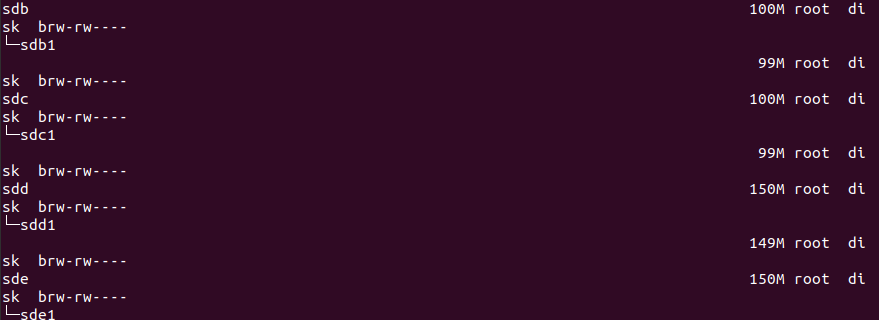 sdb 100M root di
sk brw-rw----
└─sdb1
99M root di
sk brw-rw----
sdc 100M root di
sk brw-rw----
└─sdc1
99M root di
sk brw-rw----
sdd 150M root di
sk brw-rw----
└─sdd1
149M root di
sk brw-rw----
sde 150M root di
sk brw-rw----
└─sde1